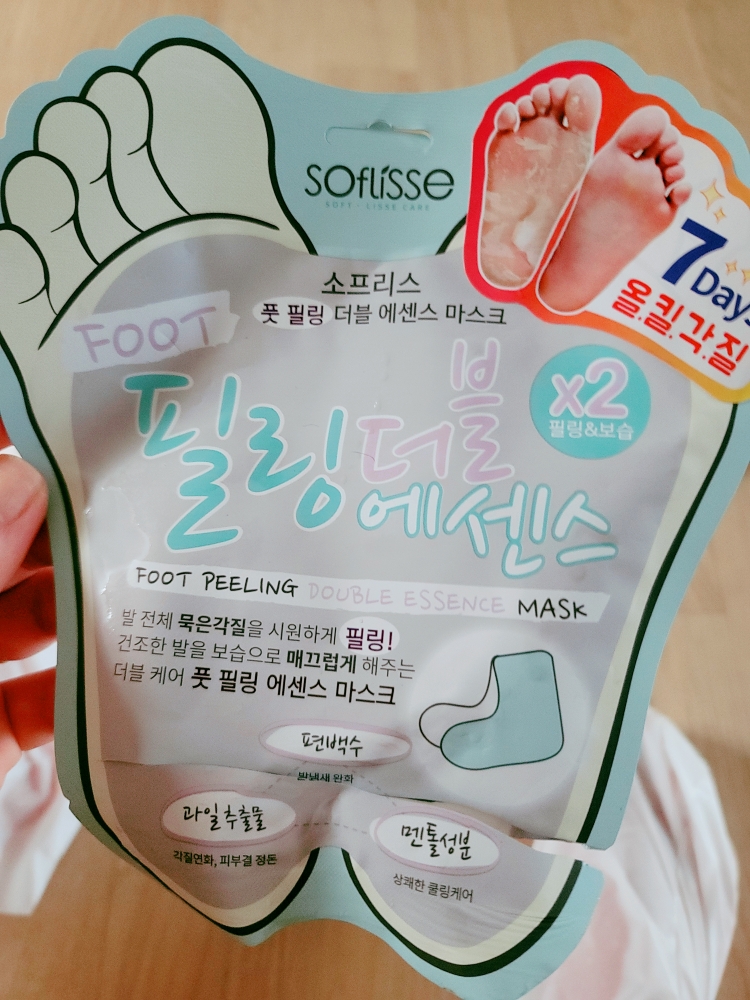 soflisse
SOFT · LISSE CARE
소프리스
풋 필링 더블 에센스 마스크
FOOT
필링더블
에센스
x2
필링&보습
7
Days
올.킬.각.질
FOOT PEELING DOUBLE ESSENCE MASK
발 전체 묵은각질을 시원하게 필링!
건조한 발을 보습으로 매끄럽게 해주는
더블 케어 풋 필링 에센스 마스크
편백수
발냄새 완화
과일추출물
각질연화, 피부결 정돈
멘톨성분
상쾌한 쿨링케어